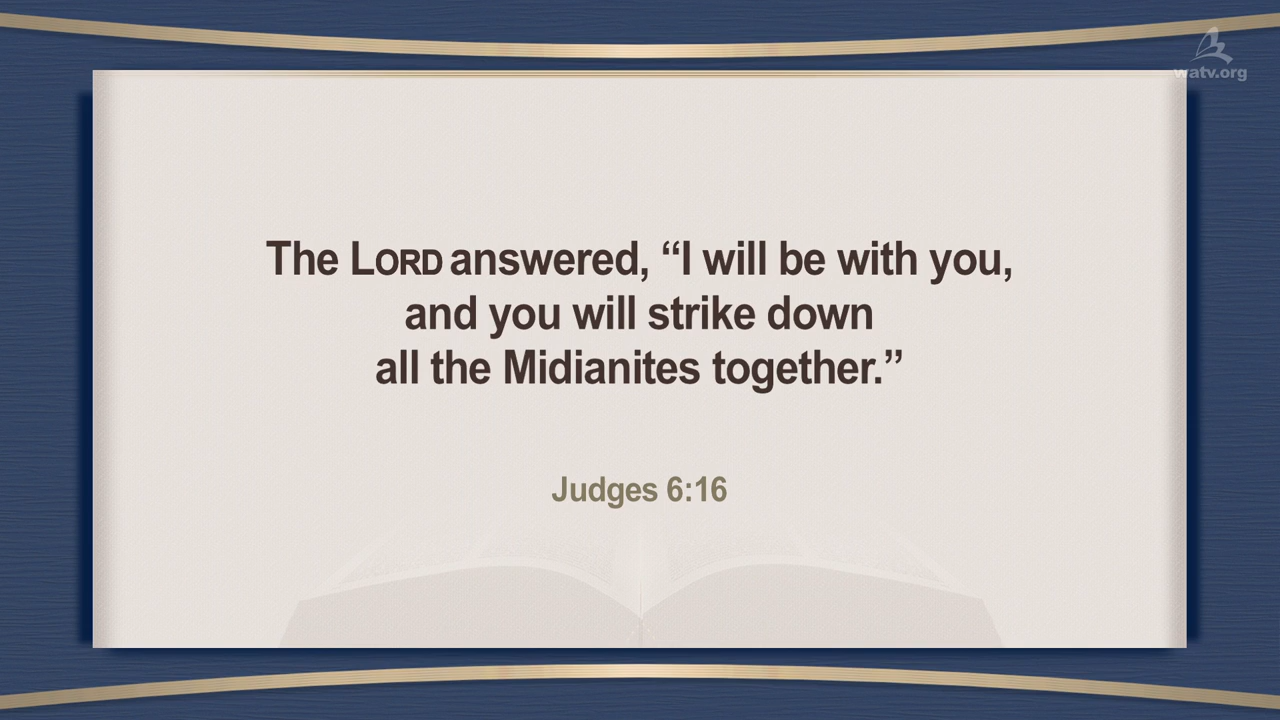 watv.org
The LORD answered, “I will be with you,
and you will strike down
all the Midianites together.”
Judges 6:16